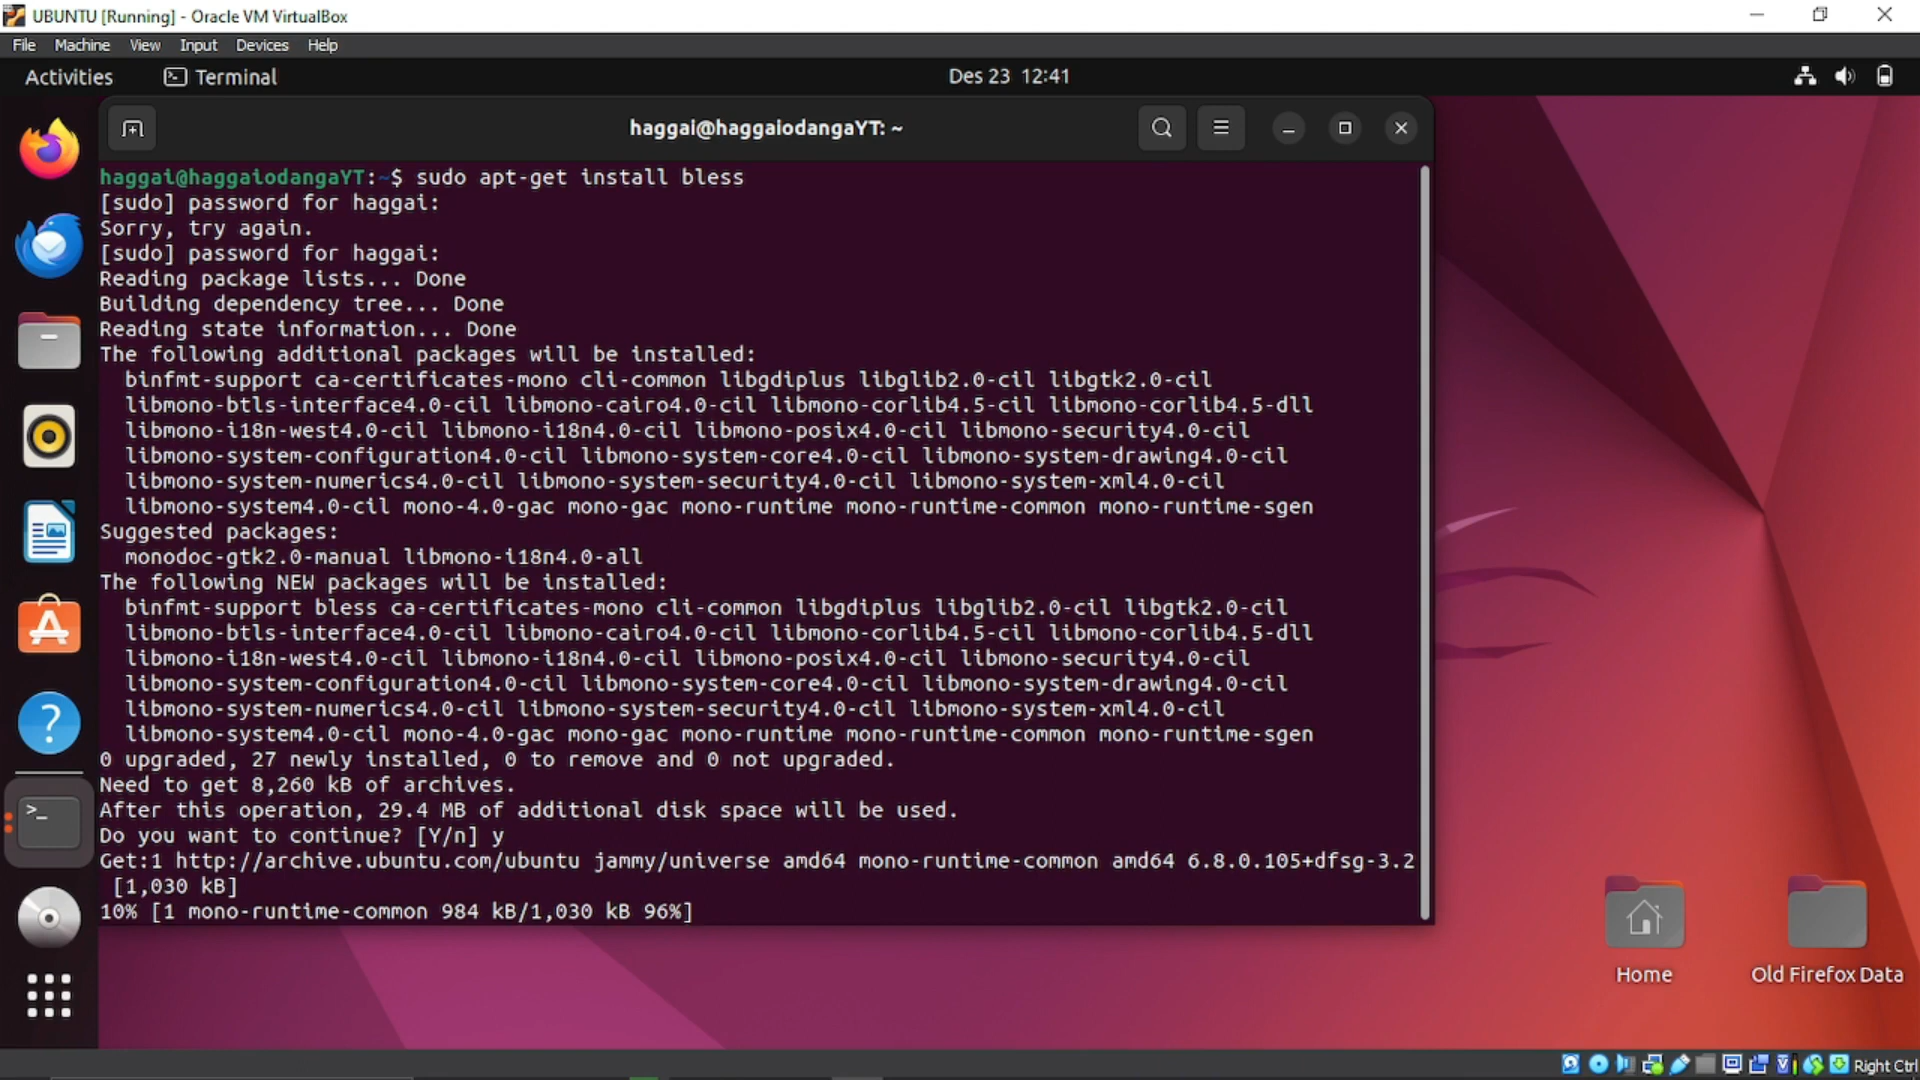 UBUNTU [Running] - Oracle VM VirtualBox
File Machine View Input Devices Help
Activities Terminal Des 23 12:41
haggai@haggaiodangaYT: ~
haggai@haggaiodangaYT:~$ sudo apt-get install bless
[sudo] password for haggai:
Sorry, try again.
[sudo] password for haggai:
Reading package lists... Done
Building dependency tree... Done
Reading state information... Done
The following additional packages will be installed:
binfmt-support ca-certificates-mono cli-common libgdiplus libglib2.0-cil libgtk2.0-cil
libmono-btls-interface4.0-cil libmono-cairo4.0-cil libmono-corlib4.5-cil libmono-corlib4.5-dll
libmono-i18n-west4.0-cil libmono-i18n4.0-cil libmono-posix4.0-cil libmono-security4.0-cil
libmono-system-configuration4.0-cil libmono-system-core4.0-cil libmono-system-drawing4.0-cil
libmono-system-numerics4.0-cil libmono-system-security4.0-cil libmono-system-xml4.0-cil
libmono-system4.0-cil mono-4.0-gac mono-gac mono-runtime mono-runtime-common mono-runtime-sgen
Suggested packages:
monodoc-gtk2.0-manual libmono-i18n4.0-all
The following NEW packages will be installed:
binfmt-support bless ca-certificates-mono cli-common libgdiplus libglib2.0-cil libgtk2.0-cil
libmono-btls-interface4.0-cil libmono-cairo4.0-cil libmono-corlib4.5-cil libmono-corlib4.5-dll
libmono-i18n-west4.0-cil libmono-i18n4.0-cil libmono-posix4.0-cil libmono-security4.0-cil
libmono-system-configuration4.0-cil libmono-system-core4.0-cil libmono-system-drawing4.0-cil
libmono-system-numerics4.0-cil libmono-system-security4.0-cil libmono-system-xml4.0-cil
libmono-system4.0-cil mono-4.0-gac mono-gac mono-runtime mono-runtime-common mono-runtime-sgen
0 upgraded, 27 newly installed, 0 to remove and 0 not upgraded.
Need to get 8,260 kB of archives.
After this operation, 29.4 MB of additional disk space will be used.
Do you want to continue? [Y/n] y
Get:1 http://archive.ubuntu.com/ubuntu jammy/universe amd64 mono-runtime-common amd64 6.8.0.105+dfsg-3.2
[1,030 kB]
10% [1 mono-runtime-common 984 kB/1,030 kB 96%]
Home
Old Firefox Data
Right Ctrl